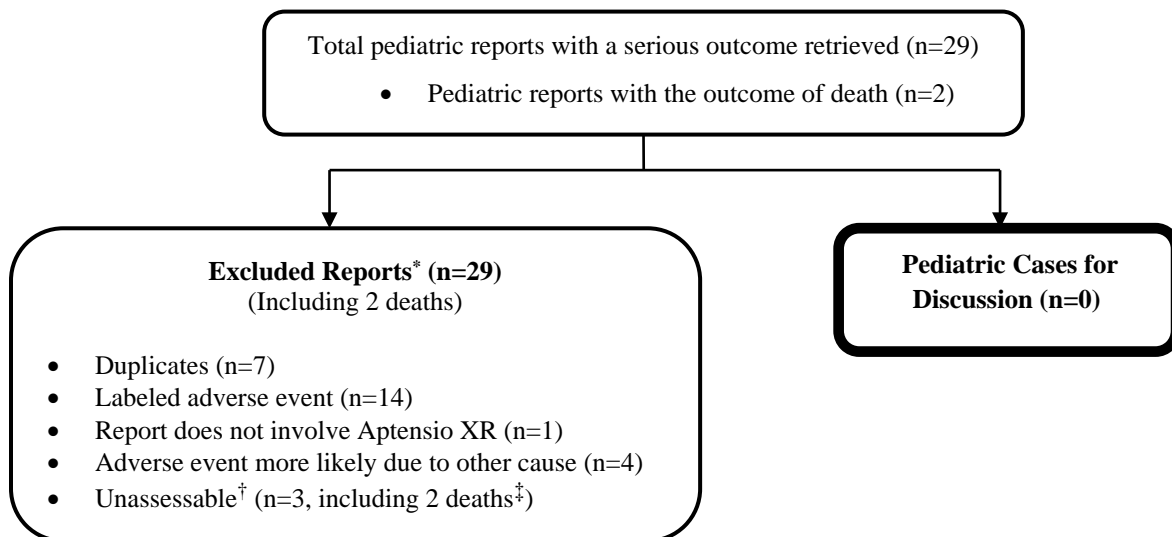 Total pediatric reports with a serious outcome retrieved (n=29)
• Pediatric reports with the outcome of death (n=2)
Excluded Reports* (n=29)
(Including 2 deaths)
• Duplicates (n=7)
• Labeled adverse event (n=14)
• Report does not involve Aptensio XR (n=1)
• Adverse event more likely due to other cause (n=4)
• Unassessable† (n=3, including 2 deaths‡)
Pediatric Cases for
Discussion (n=0)